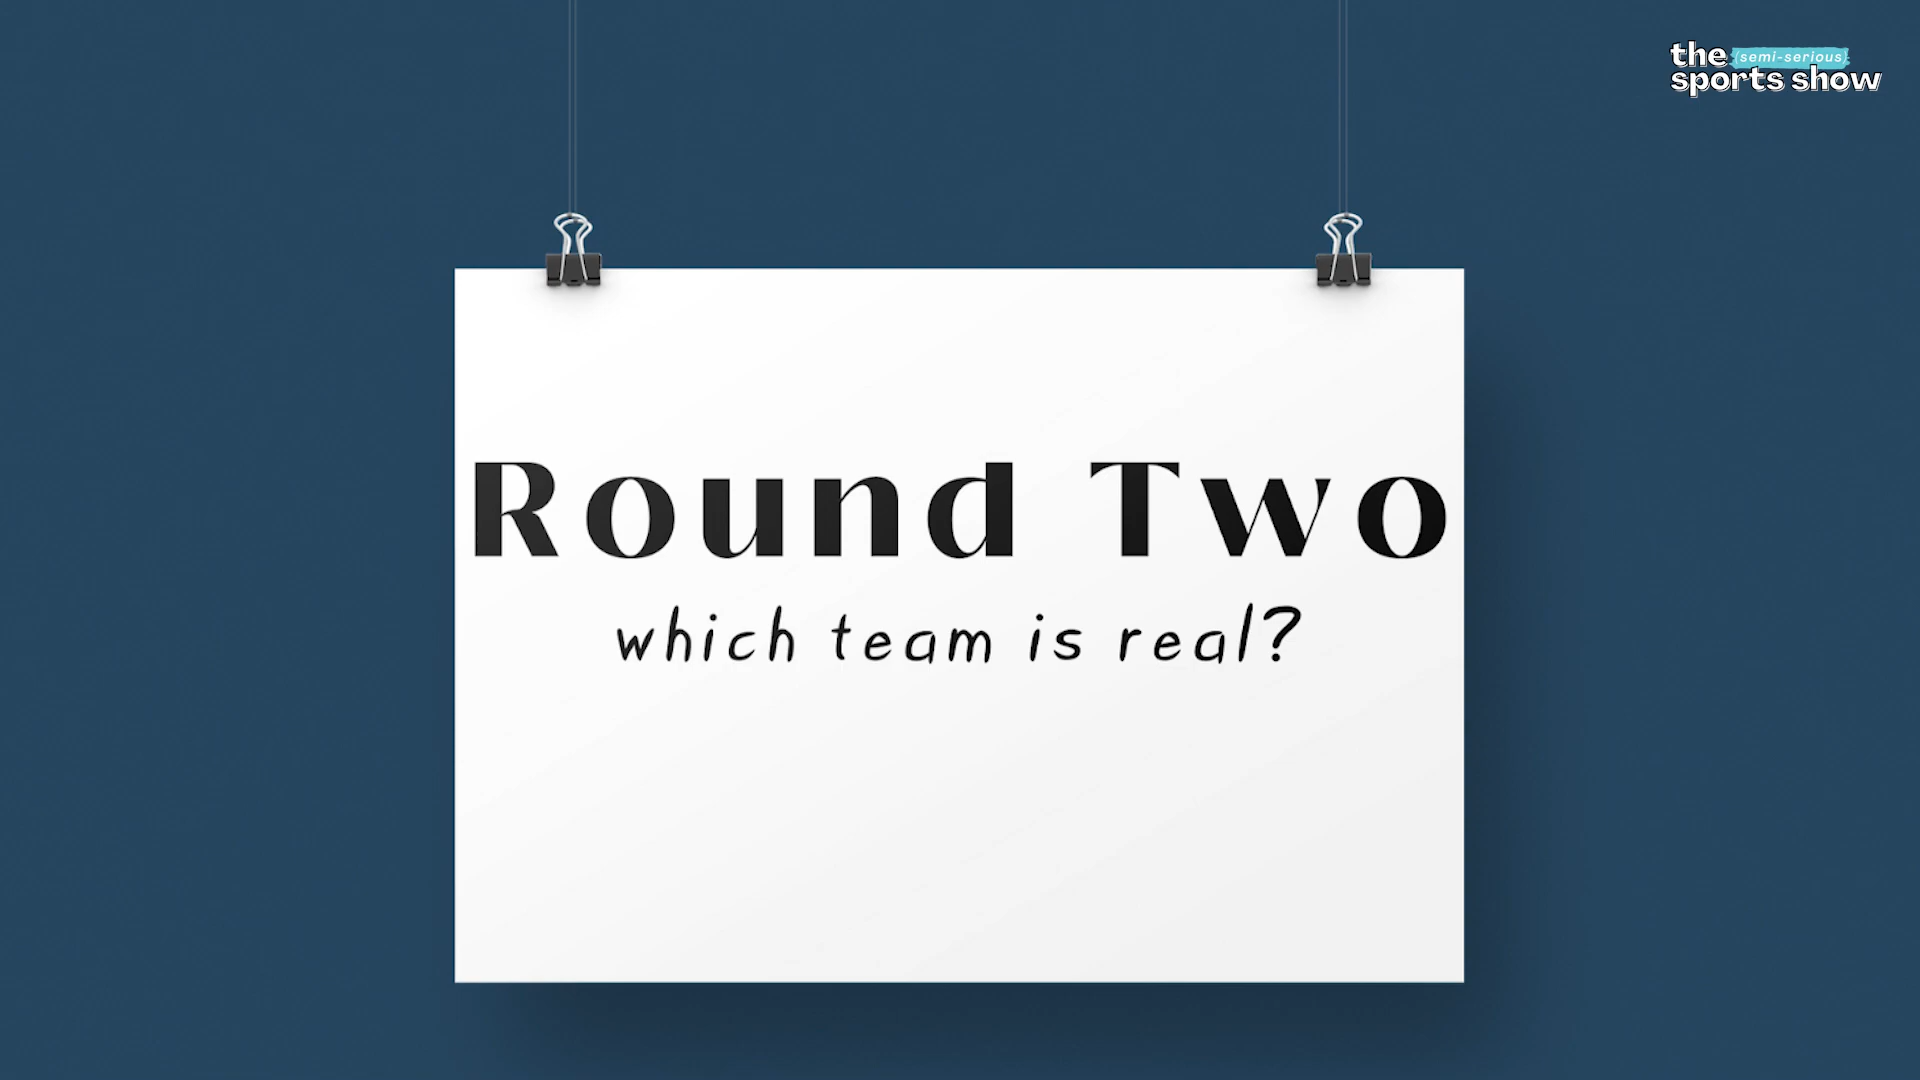 the (semi-serious)
sports show
Round Two
which team is real?